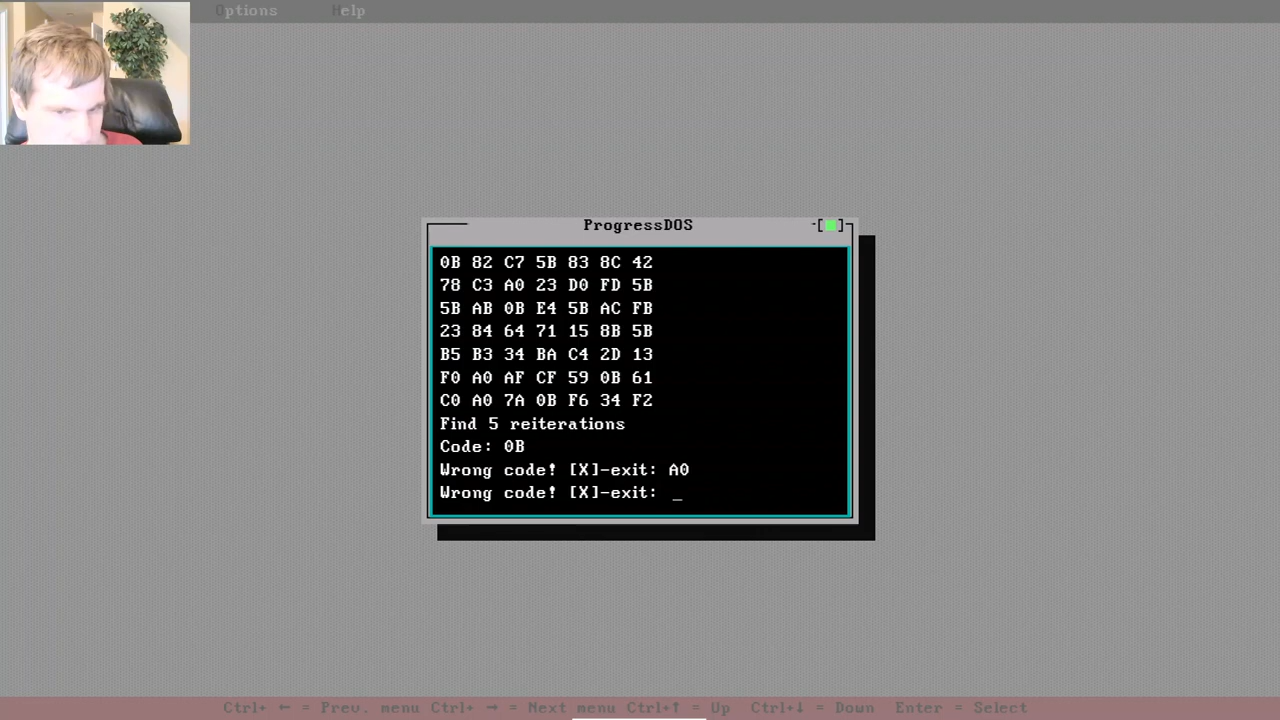 Options Help
ProgressDOS
0B 82 C7 5B 83 8C 42
78 C3 A0 23 D0 FD 5B
5B AB 0B E4 5B AC FB
23 84 64 71 15 8B 5B
B5 B3 34 BA C4 2D 13
F0 A0 AF CF 59 0B 61
C0 A0 7A 0B F6 34 F2
Find 5 reiterations
Code: 0B
Wrong code! [X]-exit: A0
Wrong code! [X]-exit: _
Ctrl+ ← = Prev. menu Ctrl+ → = Next menu Ctrl+↑ = Up Ctrl+↓ = Down Enter = Select